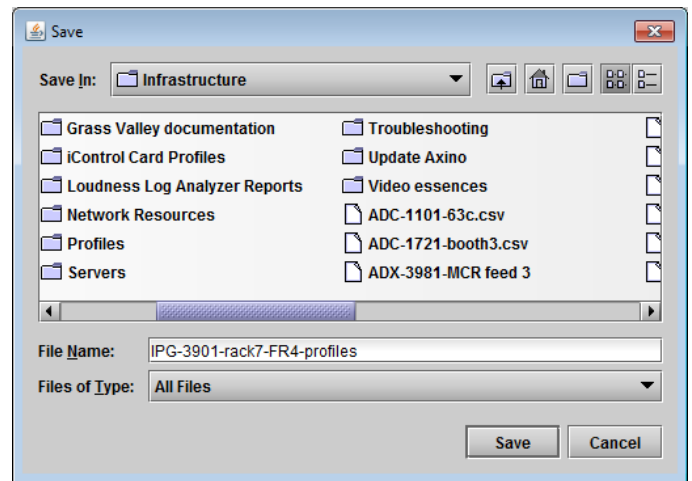 Save
Save In: Infrastructure
Grass Valley documentation
iControl Card Profiles
Loudness Log Analyzer Reports
Network Resources
Profiles
Servers
Troubleshooting
Update Axino
Video essences
ADC-1101-63c.csv
ADC-1721-booth3.csv
ADX-3981-MCR feed 3
File Name: IPG-3901-rack7-FR4-profiles
Files of Type: All Files
Save Cancel